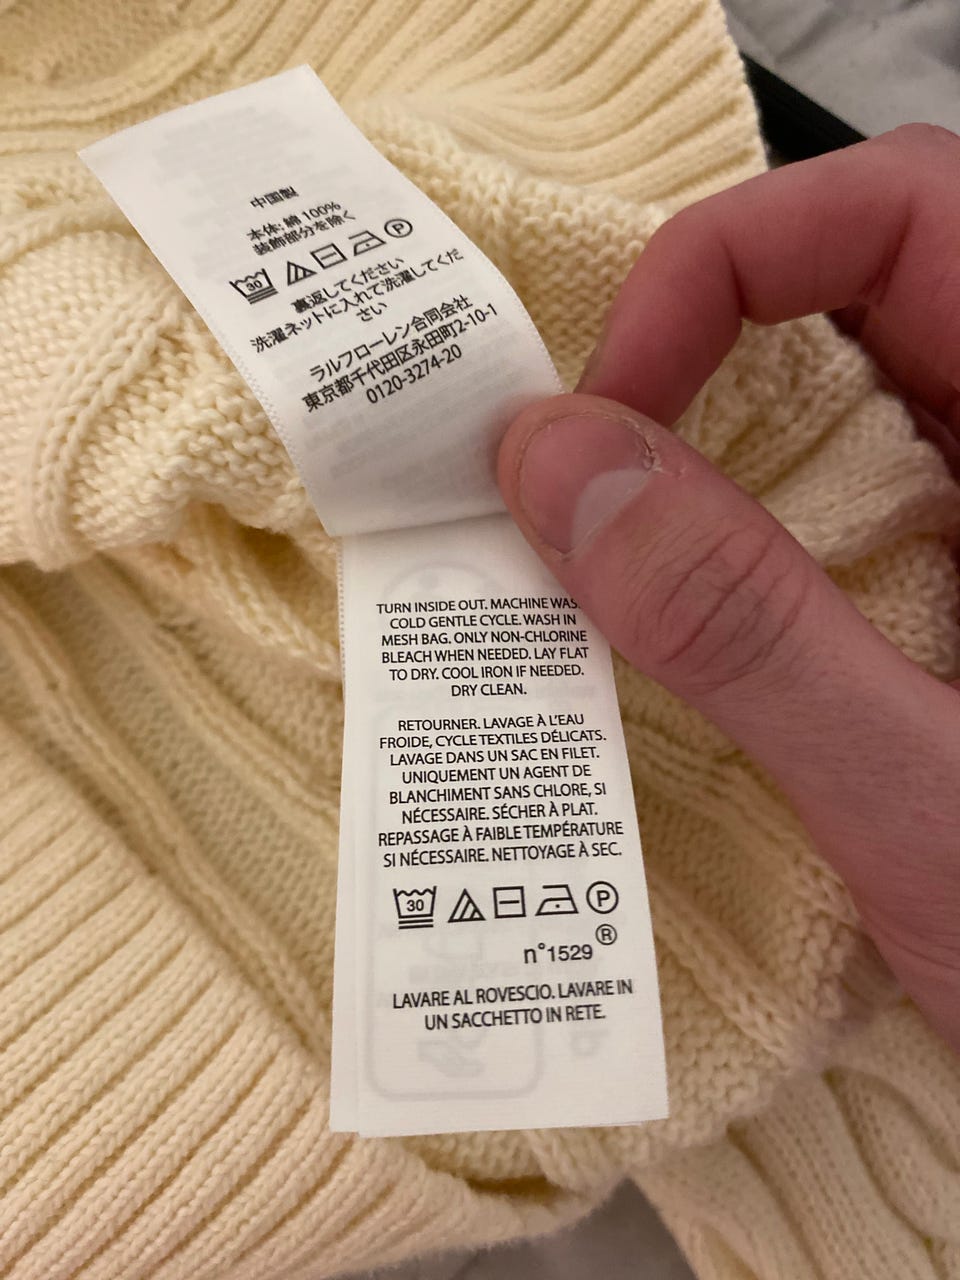 中国製
本体: 綿 100%
装飾部分を除く
30 P
裏返してください
洗濯ネットに入れて洗濯してくだ
さい
ラルフローレン合同会社
東京都千代田区永田町2-10-1
0120-3274-20
TURN INSIDE OUT. MACHINE WAS
COLD GENTLE CYCLE. WASH IN
MESH BAG. ONLY NON-CHLORINE
BLEACH WHEN NEEDED. LAY FLAT
TO DRY. COOL IRON IF NEEDED.
DRY CLEAN.
RETOURNER. LAVAGE À L'EAU
FROIDE, CYCLE TEXTILES DÉLICATS.
LAVAGE DANS UN SAC EN FILET.
UNIQUEMENT UN AGENT DE
BLANCHIMENT SANS CHLORE, SI
NÉCESSAIRE. SÉCHER À PLAT.
REPASSAGE À FAIBLE TEMPÉRATURE
SI NÉCESSAIRE. NETTOYAGE À SEC.
30 P
n°1529 ®
LAVARE AL ROVESCIO. LAVARE IN
UN SACCHETTO IN RETE.